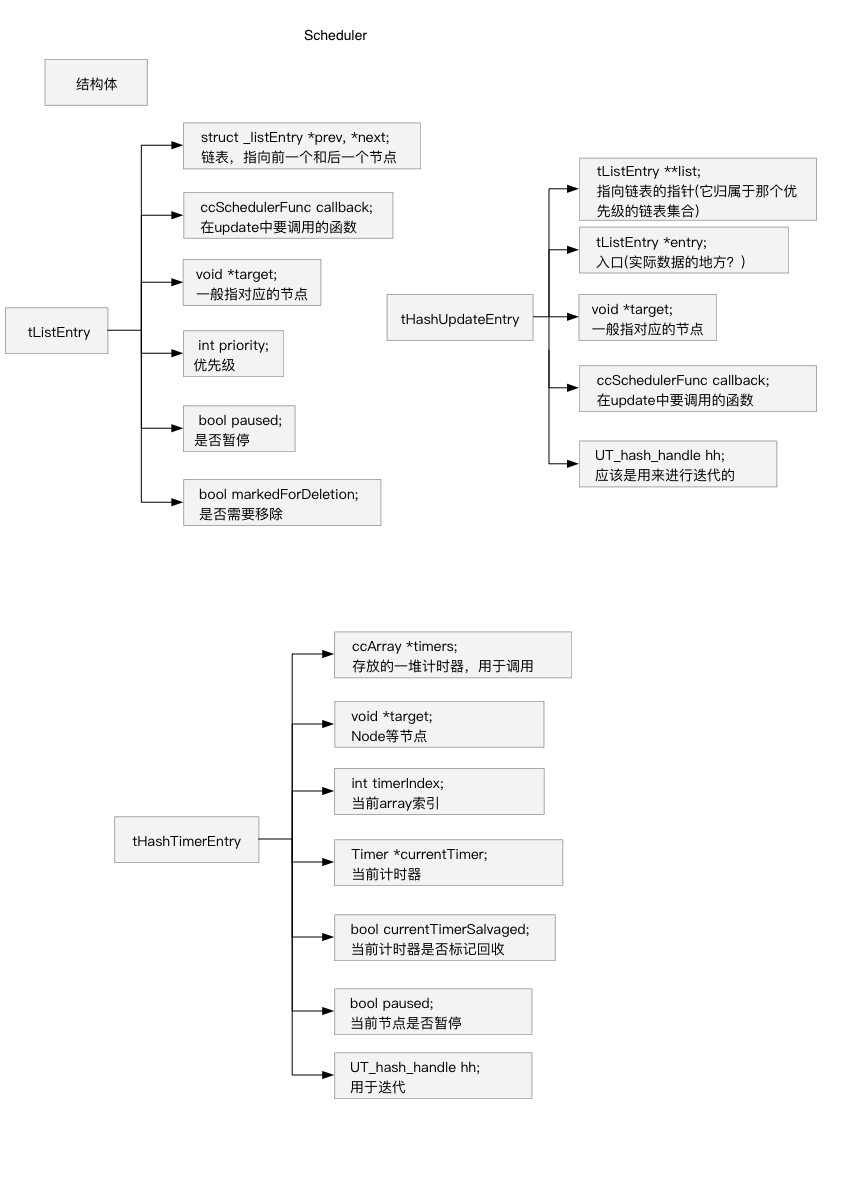 Scheduler
结构体
tListEntry
struct _listEntry *prev, *next;
链表，指向前一个和后一个节点
ccSchedulerFunc callback;
在update中要调用的函数
void *target;
一般指对应的节点
int priority;
优先级
bool paused;
是否暂停
bool markedForDeletion;
是否需要移除
tHashUpdateEntry
tListEntry **list;
指向链表的指针(它归属于那个优
先级的链表集合)
tListEntry *entry;
入口(实际数据的地方？)
void *target;
一般指对应的节点
ccSchedulerFunc callback;
在update中要调用的函数
UT_hash_handle hh;
应该是用来进行迭代的
tHashTimerEntry
ccArray *timers;
存放的一堆计时器，用于调用
void *target;
Node等节点
int timerIndex;
当前array索引
Timer *currentTimer;
当前计时器
bool currentTimerSalvaged;
当前计时器是否标记回收
bool paused;
当前节点是否暂停
UT_hash_handle hh;
用于迭代